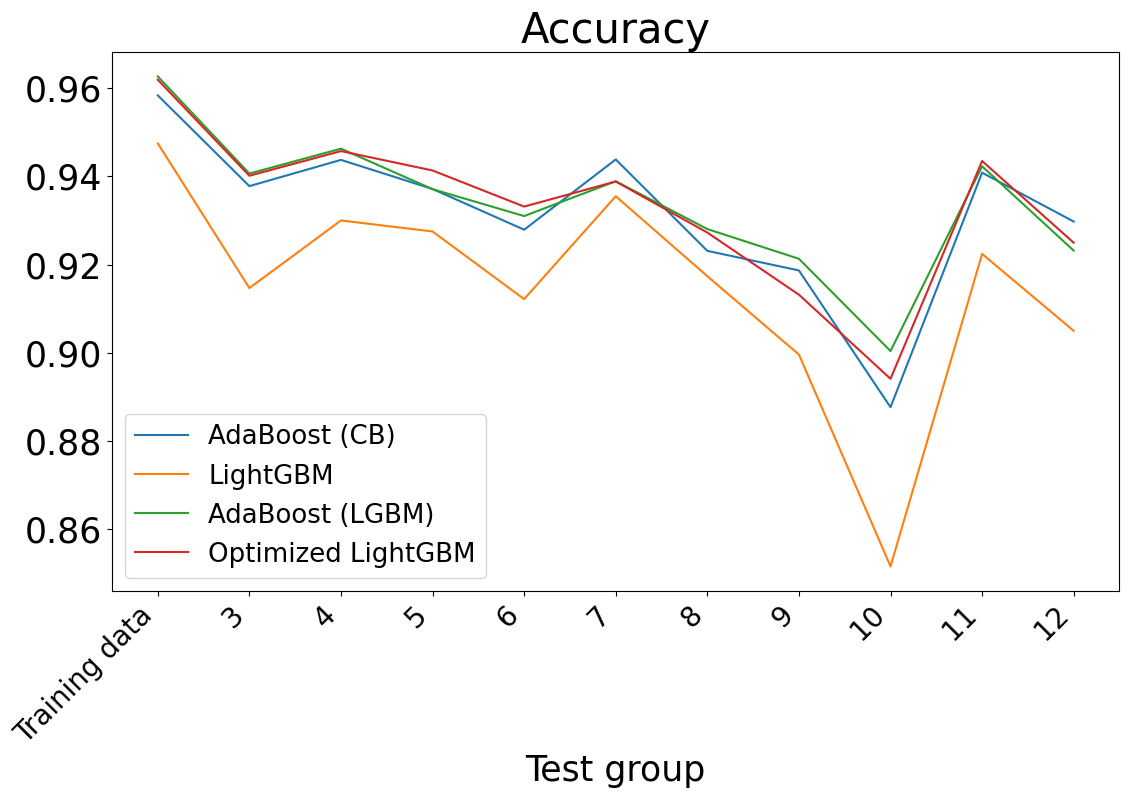 Accuracy
0.96
0.94
0.92
0.90
0.88
0.86
AdaBoost (CB)
LightGBM
AdaBoost (LGBM)
Optimized LightGBM
Training data
3
4
5
6
7
8
9
10
11
12
Test group